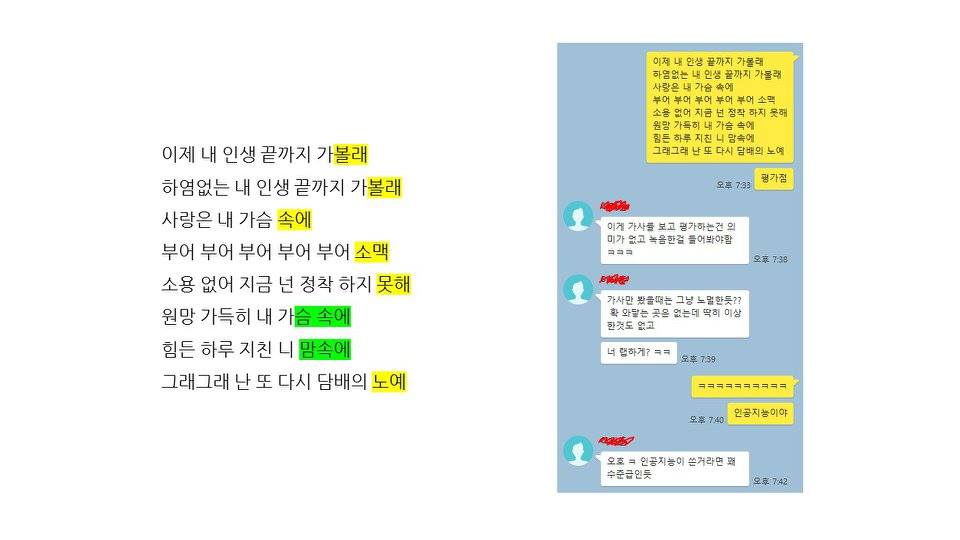 이제 내 인생 끝까지 가볼래
하염없는 내 인생 끝까지 가볼래
사랑은 내 가슴 속에
부어 부어 부어 부어 부어 소맥
소용 없어 지금 넌 정착 하지 못해
원망 가득히 내 가슴 속에
힘든 하루 지친 니 맘속에
그래그래 난 또 다시 담배의 노예
이제 내 인생 끝까지 가볼래
하염없는 내 인생 끝까지 가볼래
사랑은 내 가슴 속에
부어 부어 부어 부어 부어 소맥
소용 없어 지금 넌 정착 하지 못해
원망 가득히 내 가슴 속에
힘든 하루 지친 니 맘속에
그래그래 난 또 다시 담배의 노예
평가점
오후 7:33
이게 가사를 보고 평가하는건 의
미가 없고 녹음한걸 들어봐야함
ㅋㅋㅋ
오후 7:38
가사만 봤을때는 그냥 노멀한듯??
확 와닿는 곳은 없는데 딱히 이상
한것도 없고
너 랩하게? ㅋㅋ
오후 7:39
ㅋㅋㅋㅋㅋㅋㅋㅋㅋㅋ
인공지능이야
오후 7:40
오호 ㅋ 인공지능이 쓴거라면 꽤
수준급인듯
오후 7:42